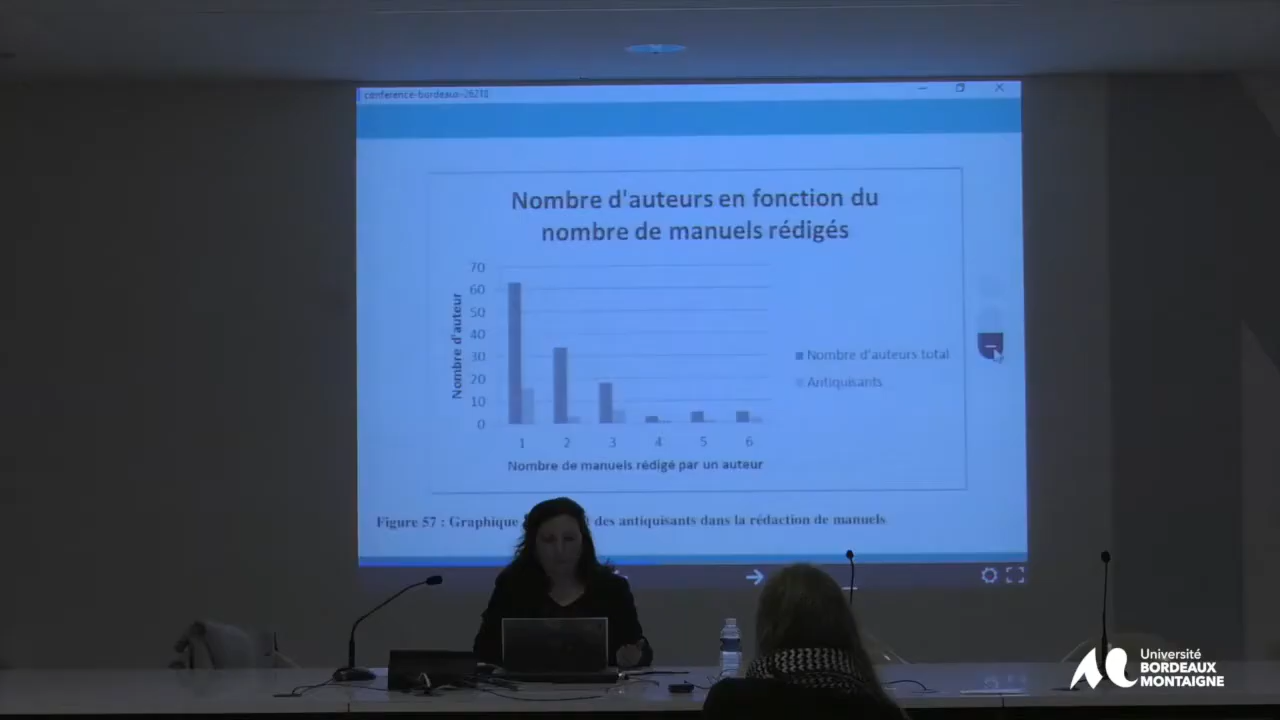 conference-bordeaux-26210
Nombre d'auteurs en fonction du
nombre de manuels rédigés
70
60
50
40
30
20
10
0
Nombre d'auteur
1 2 3 4 5 6
Nombre de manuels rédigé par un auteur
Nombre d'auteurs total
Antiquisants
Figure 57 : Graphique des antiquisants dans la rédaction de manuels
Université
BORDEAUX
MONTAIGNE